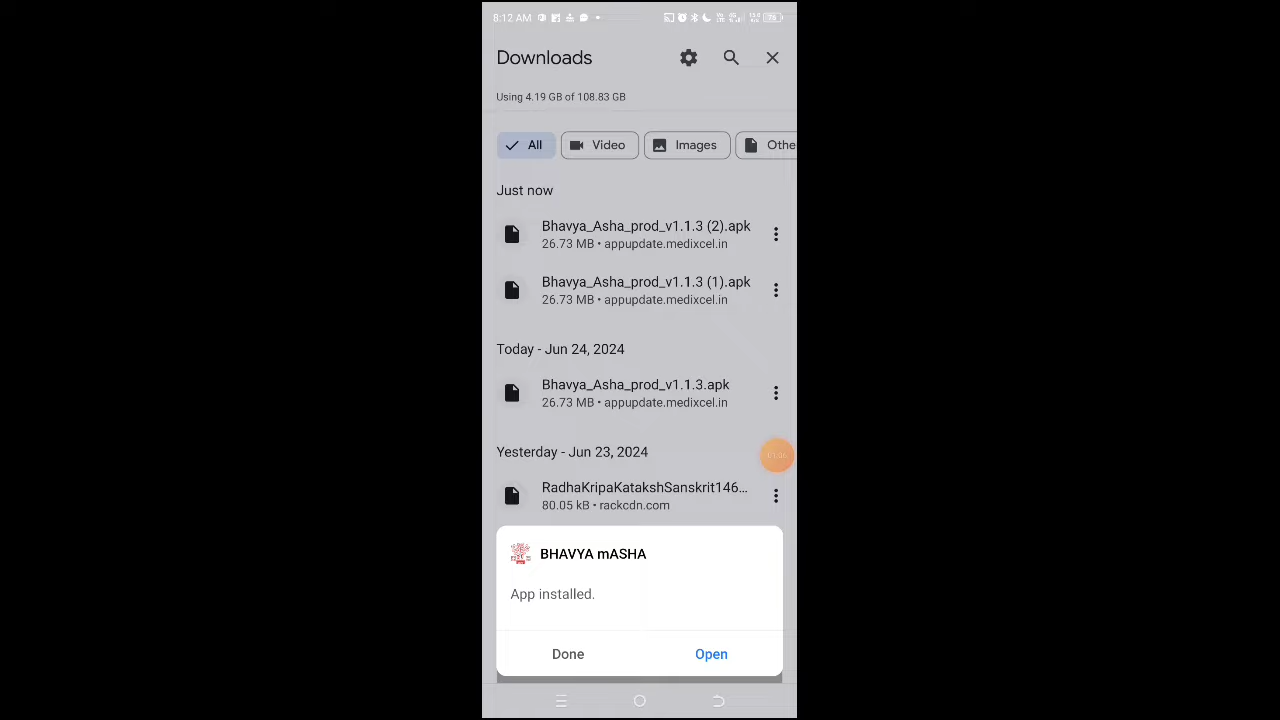 8:12 AM
Downloads
Using 4.19 GB of 108.83 GB
All
Video
Images
Othe
Just now
Bhavya_Asha_prod_v1.1.3 (2).apk
26.73 MB • appupdate.medixcel.in
Bhavya_Asha_prod_v1.1.3 (1).apk
26.73 MB • appupdate.medixcel.in
Today - Jun 24, 2024
Bhavya_Asha_prod_v1.1.3.apk
26.73 MB • appupdate.medixcel.in
Yesterday - Jun 23, 2024
RadhaKripaKatakshSanskrit146...
80.05 kB • rackcdn.com
BHAVYA mASHA
App installed.
Done
Open